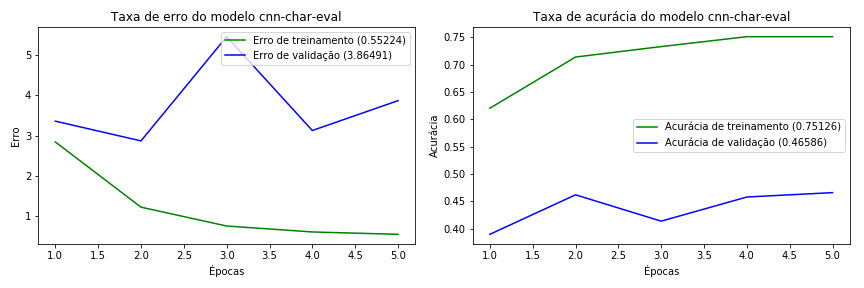 Taxa de erro do modelo cnn-char-eval
Erro de treinamento (0.55224)
Erro de validação (3.86491)
5
4
3
2
1
Erro
1.0 1.5 2.0 2.5 3.0 3.5 4.0 4.5 5.0
Épocas
Taxa de acurácia do modelo cnn-char-eval
0.75
0.70
0.65
0.60
0.55
0.50
0.45
0.40
Acurácia
Acurácia de treinamento (0.75126)
Acurácia de validação (0.46586)
1.0 1.5 2.0 2.5 3.0 3.5 4.0 4.5 5.0
Épocas